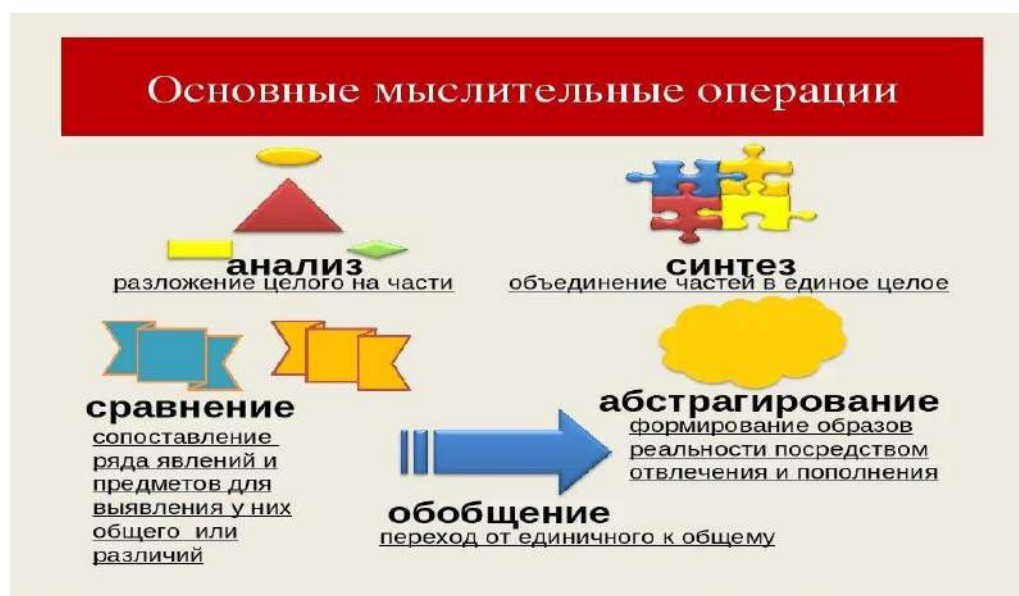 Основные мыслительные операции
анализ
разложение целого на части
синтез
объединение частей в единое целое
сравнение
сопоставление
ряда явлений и
предметов для
выявления у них
общего или
различий
абстрагирование
формирование образов
реальности посредством
отвлечения и пополнения
обобщение
переход от единичного к общему